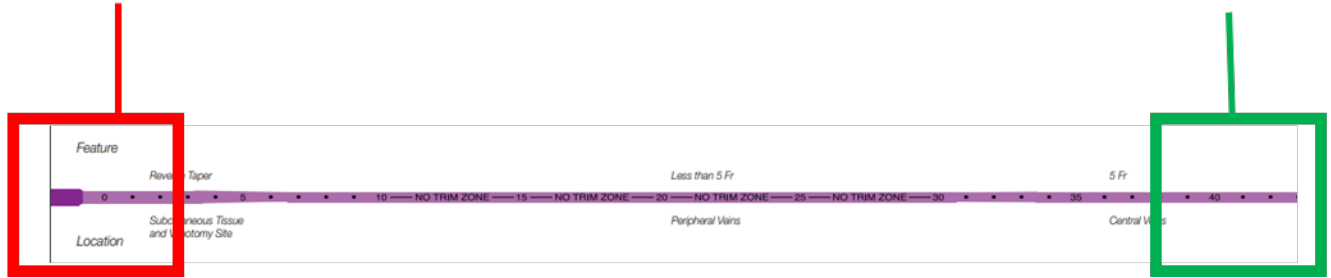 Feature
Reverse Taper Less than 5 Fr 5 Fr
0 • • • 5 • • • 10 — NO TRIM ZONE — 15 — NO TRIM ZONE — 20 — NO TRIM ZONE — 25 — NO TRIM ZONE — 30 • • • • 35 • • • 40 • •
Subcutaneous Tissue Peripheral Veins Central Veins
and Venotomy Site
Location